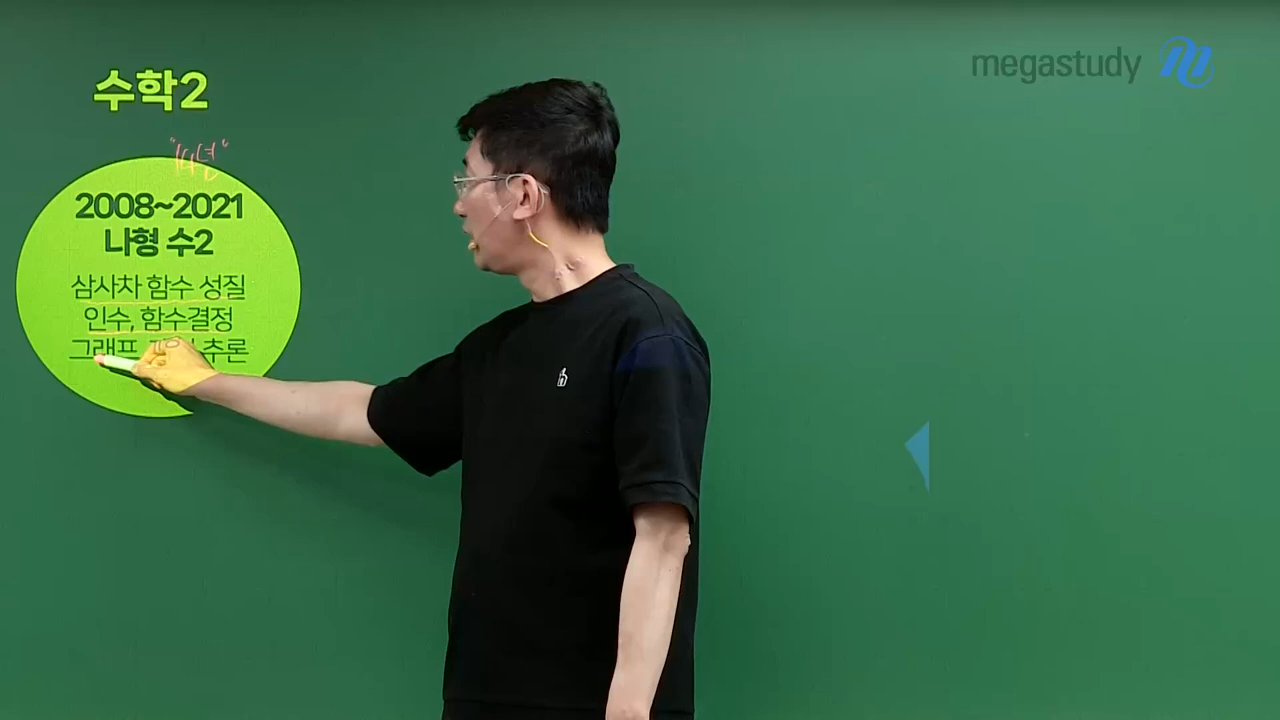 수학2
megastudy
"14년"
2008~2021
나형 수2
삼사차 함수 성질
인수, 함수결정
그래프 추론